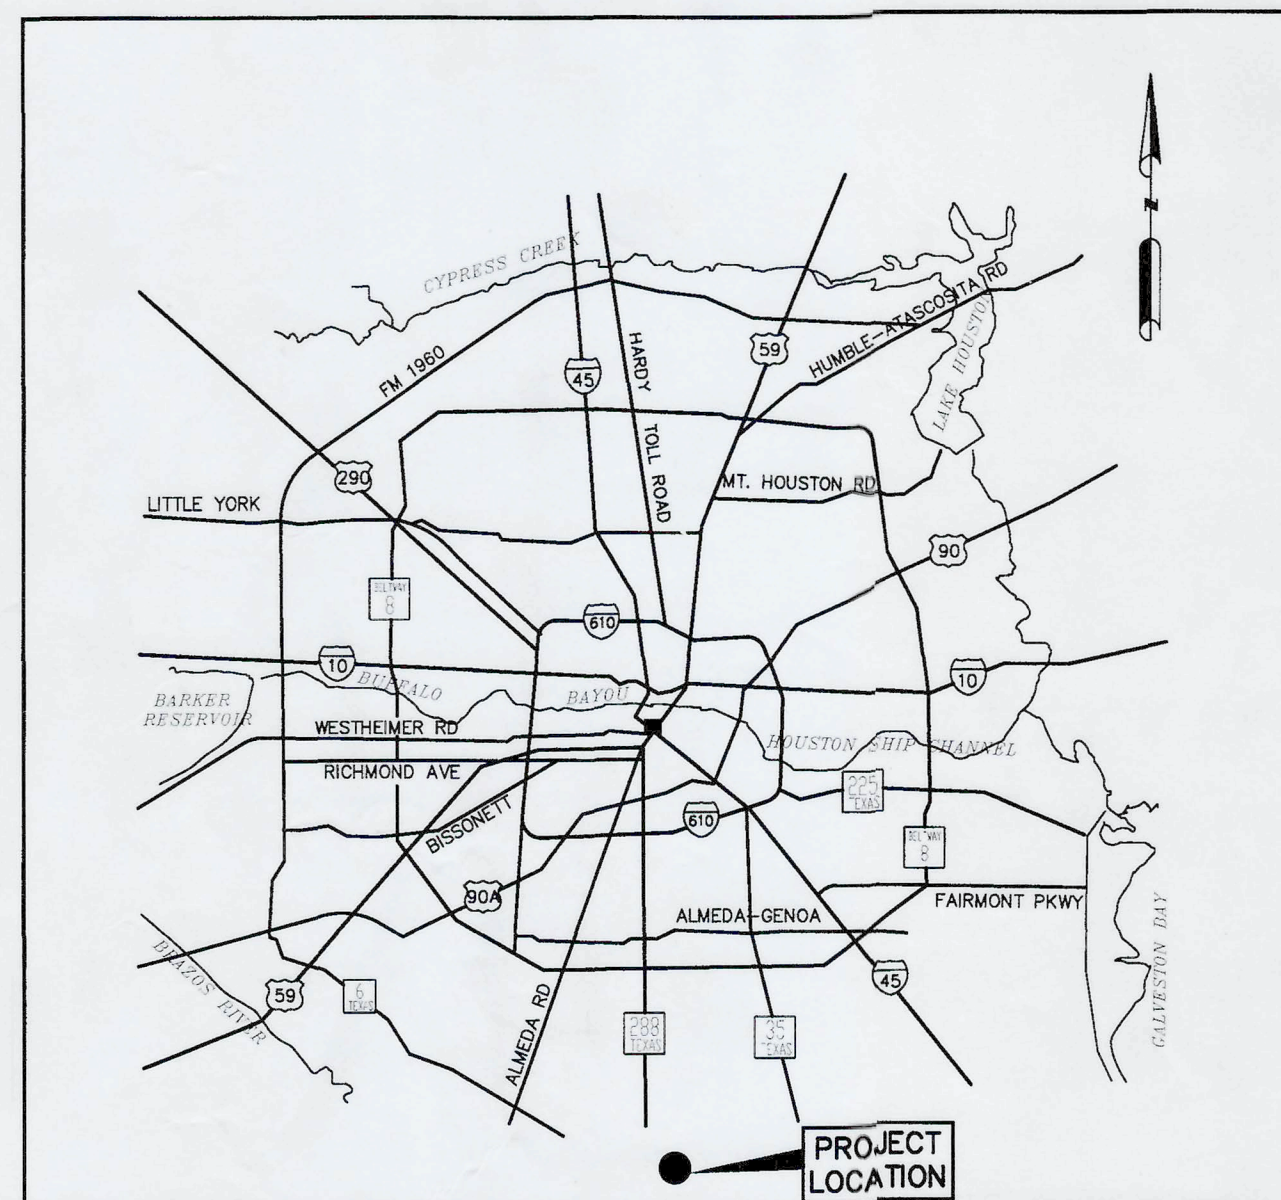 N
CYPRESS CREEK
HUMBLE-ATASCOSITA RD
LAKE HOUSTON
59
HARDY
TOLL ROAD
45
FM 1960
290
MT. HOUSTON RD
LITTLE YORK
90
BELTWAY
8
610
10
10
BUFFALO
BAYOU
BARKER
RESERVOIR
WESTHEIMER RD
HOUSTON SHIP CHANNEL
RICHMOND AVE
225
TEXAS
BISSONETT
610
BELTWAY
8
90A
FAIRMONT PKWY
ALMEDA-GENOA
BRAZOS RIVER
GALVESTON BAY
59
6
TEXAS
45
ALMEDA RD
288
TEXAS
35
TEXAS
PROJECT
LOCATION